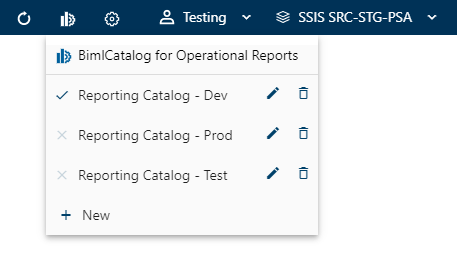 Testing
SSIS SRC-STG-PSA
BimlCatalog for Operational Reports
Reporting Catalog - Dev
Reporting Catalog - Prod
Reporting Catalog - Test
+ New